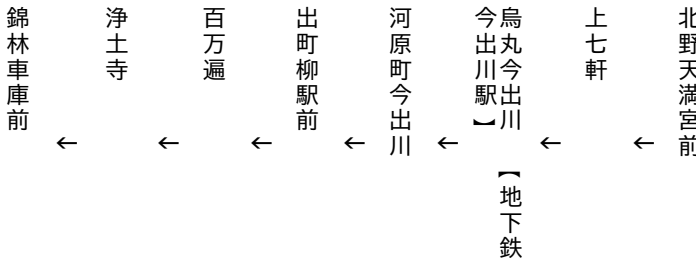 北野天満宮前
←
上七軒
←
烏丸今出川【地下鉄
今出川駅】
←
河原町今出川
←
出町柳駅前
←
百万遍
←
浄土寺
←
錦林車庫前